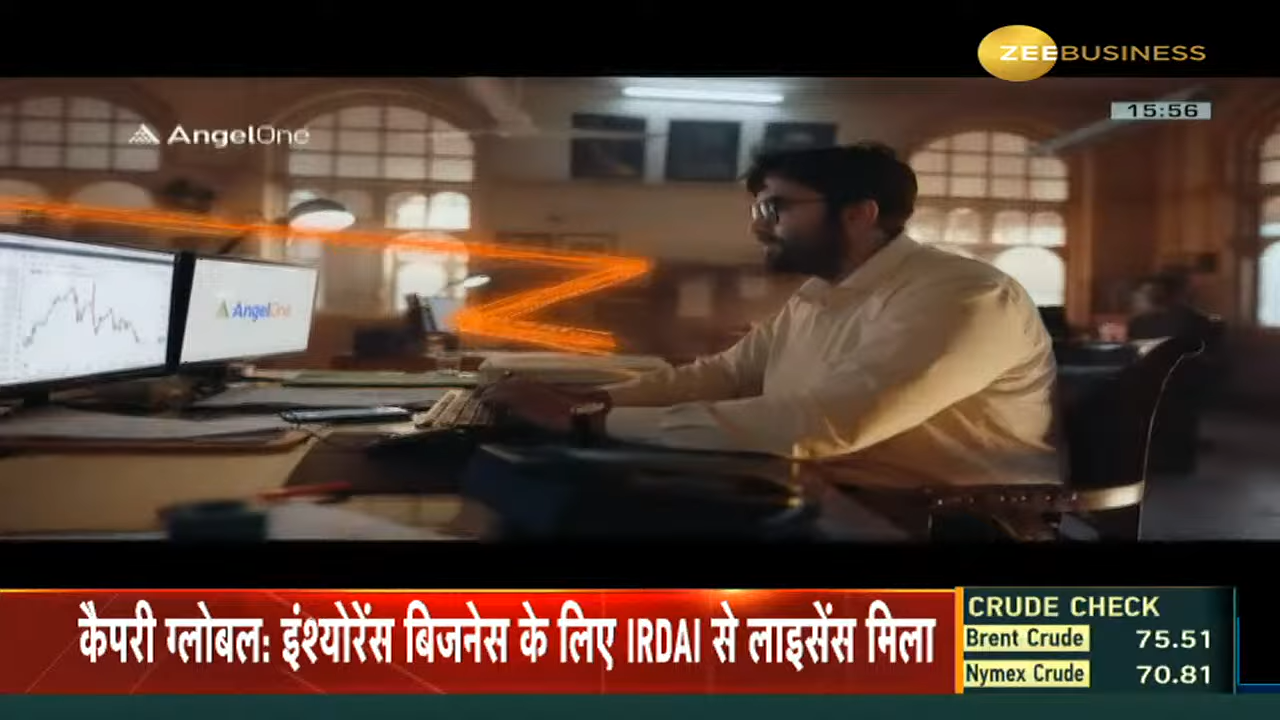 ZEEBUSINESS
15:56
AngelOne
AngelOne
कैपरी ग्लोबल: इंश्योरेंस बिजनेस के लिए IRDAI से लाइसेंस मिला
CRUDE CHECK
Brent Crude 75.51
Nymex Crude 70.81